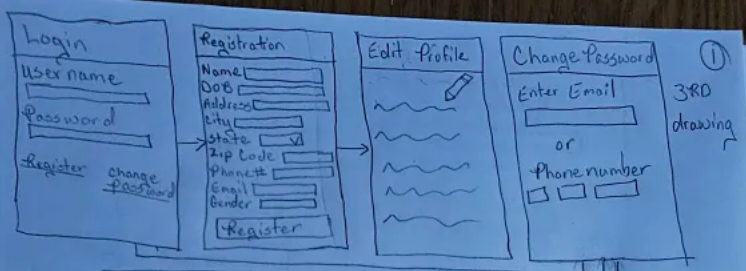 Login
Username
Password
Register change password
Registration
Name
DOB
Address
City
State
Zip Code
Phone#
Email
Gender
Register
Edit Profile
Change Password
Enter Email
or
Phone number
1
3RD
drawing